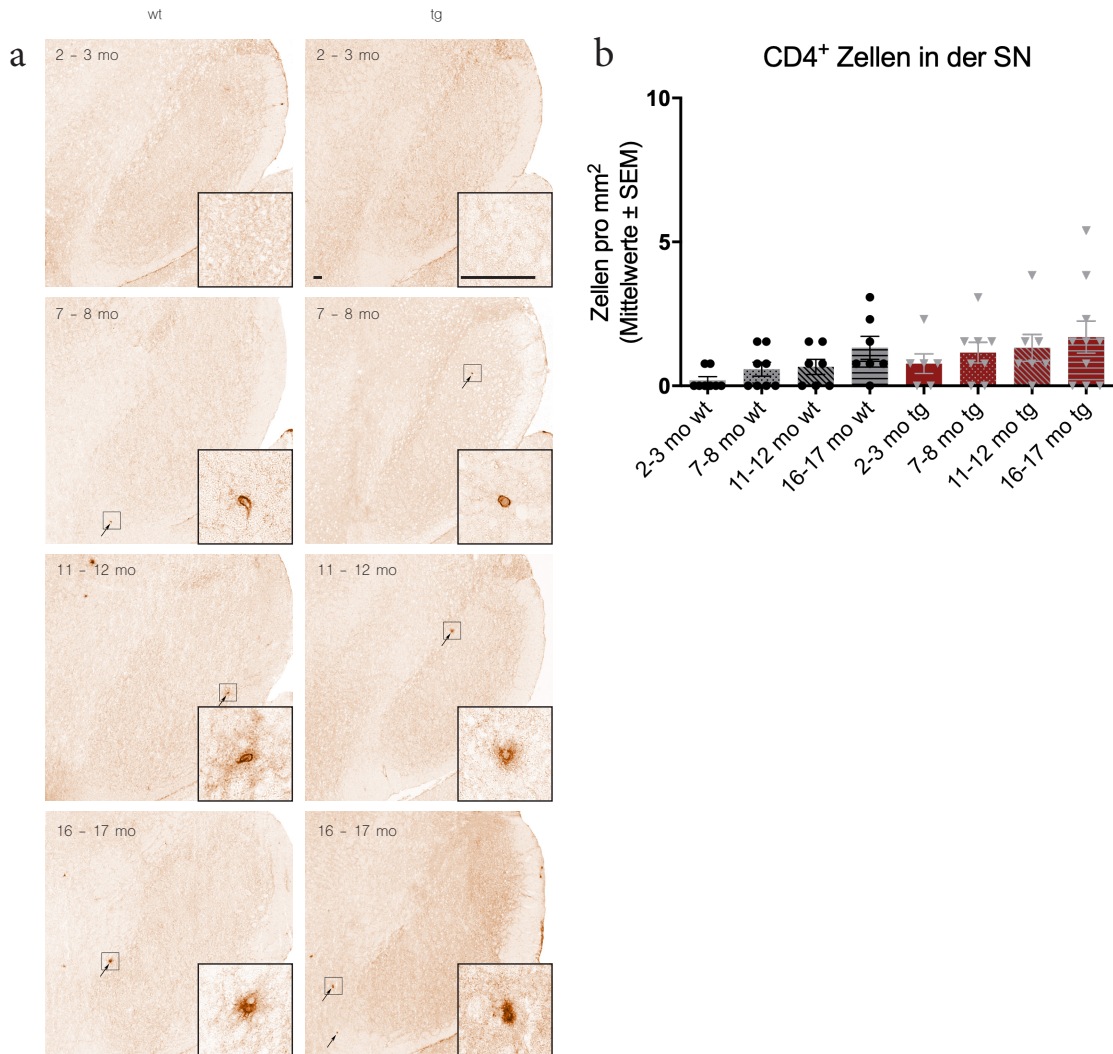 wt tg
a
2 – 3 mo 2 – 3 mo
7 – 8 mo 7 – 8 mo
11 – 12 mo 11 – 12 mo
16 – 17 mo 16 – 17 mo
b
CD4⁺ Zellen in der SN
Zellen pro mm²
(Mittelwerte ± SEM)
10
5
0
2-3 mo wt
7-8 mo wt
11-12 mo wt
16-17 mo wt
2-3 mo tg
7-8 mo tg
11-12 mo tg
16-17 mo tg